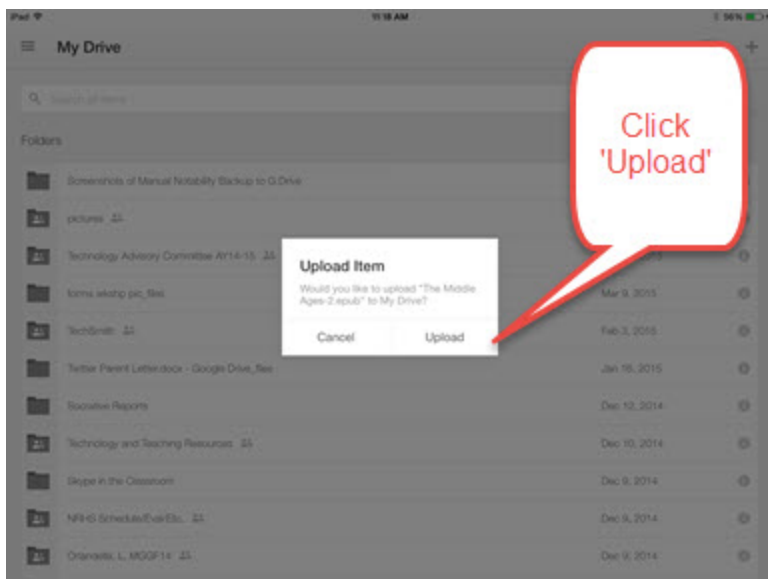 iPad 11:18 AM 56%
My Drive
Click
'Upload'
Search all items
Folders
Screenshots of Manual Notability Backup to G.Drive
pictures
Technology Advisory Committee AY14-15
Upload Item
Would you like to upload "The Middle
Ages-2.epub" to My Drive?
Cancel Upload
forms wkshp pic_files Mar 9, 2015
TechSmith Feb 3, 2015
Twitter Parent Letter.docx - Google Drive_files Jan 16, 2015
Socrative Reports Dec 12, 2014
Technology and Teaching Resources Dec 10, 2014
Skype in the Classroom Dec 9, 2014
NRHS Schedule/Eval/Etc. Dec 9, 2014
L. MGGF14 Dec 9, 2014